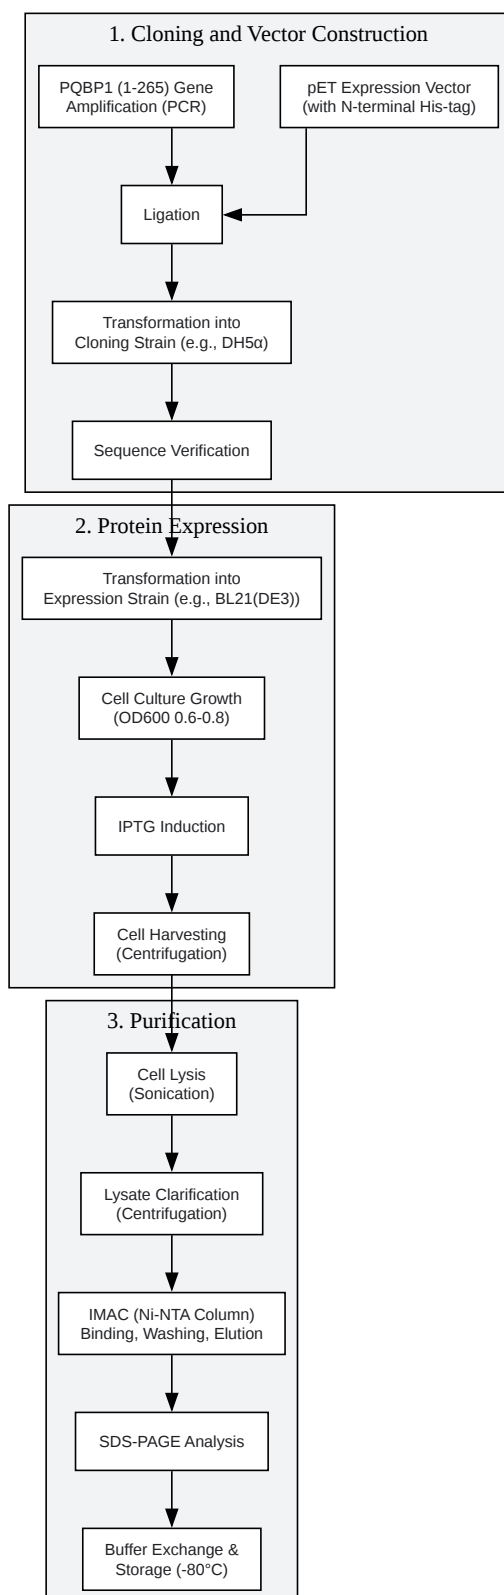 1. Cloning and Vector Construction
PQBP1 (1-265) Gene
Amplification (PCR)
pET Expression Vector
(with N-terminal His-tag)
Ligation
Transformation into
Cloning Strain (e.g., DH5α)
Sequence Verification
2. Protein Expression
Transformation into
Expression Strain (e.g., BL21(DE3))
Cell Culture Growth
(OD600 0.6-0.8)
IPTG Induction
Cell Harvesting
(Centrifugation)
3. Purification
Cell Lysis
(Sonication)
Lysate Clarification
(Centrifugation)
IMAC (Ni-NTA Column)
Binding, Washing, Elution
SDS-PAGE Analysis
Buffer Exchange &
Storage (-80°C)